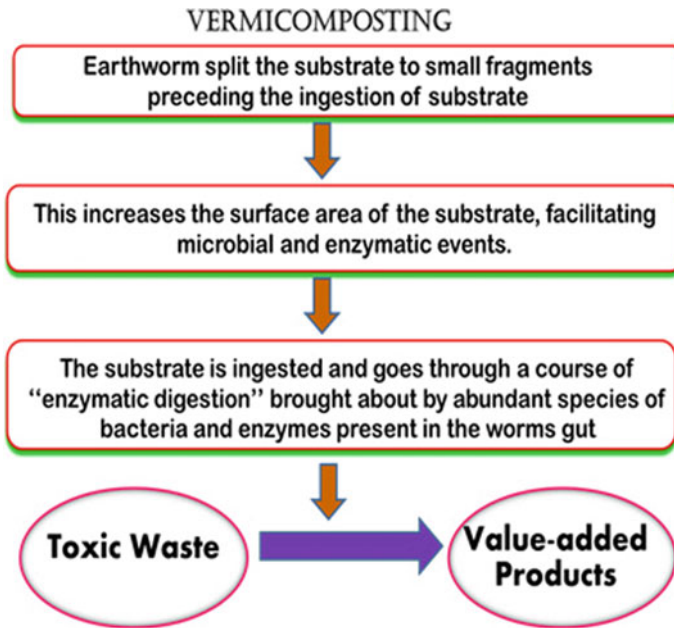 VERMICOMPOSTING
Earthworm split the substrate to small fragments
preceding the ingestion of substrate
This increases the surface area of the substrate, facilitating
microbial and enzymatic events.
The substrate is ingested and goes through a course of
“enzymatic digestion” brought about by abundant species of
bacteria and enzymes present in the worms gut
Toxic Waste
Value-added
Products